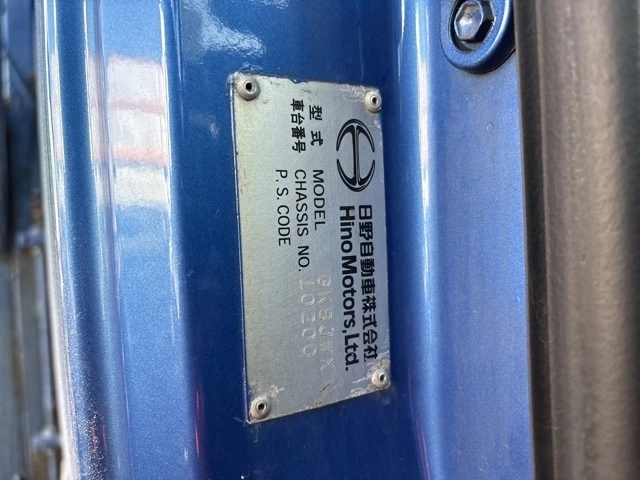 日野自動車株式会社
Hino Motors, Ltd.
型式 MODEL
車台番号 CHASSIS NO. 10200
P. S. CODE